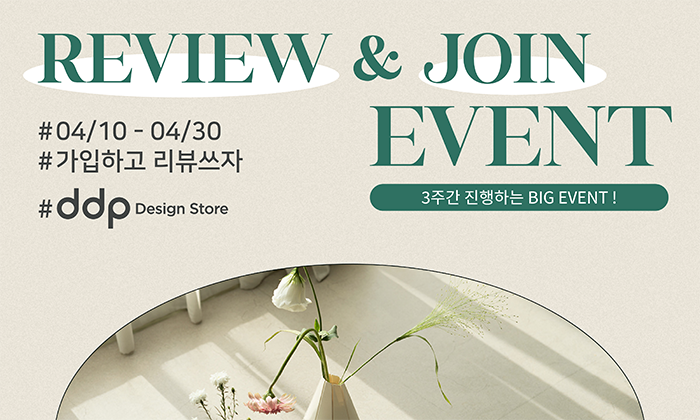 REVIEW & JOIN
EVENT
#04/10 - 04/30
#가입하고 리뷰쓰자
#ddp Design Store
3주간 진행하는 BIG EVENT !